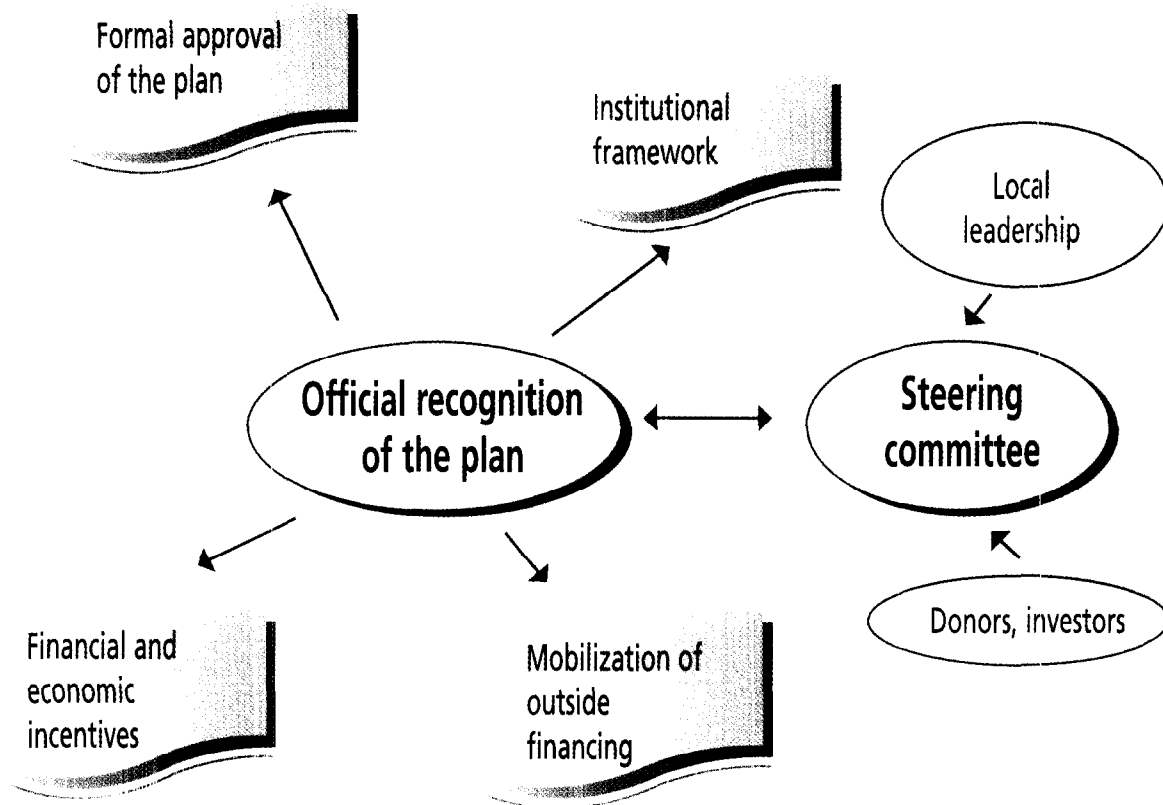 Formal approval
of the plan
Institutional
framework
Local
leadership
Official recognition
of the plan
Steering
committee
Donors, investors
Financial and
economic
incentives
Mobilization of
outside
financing